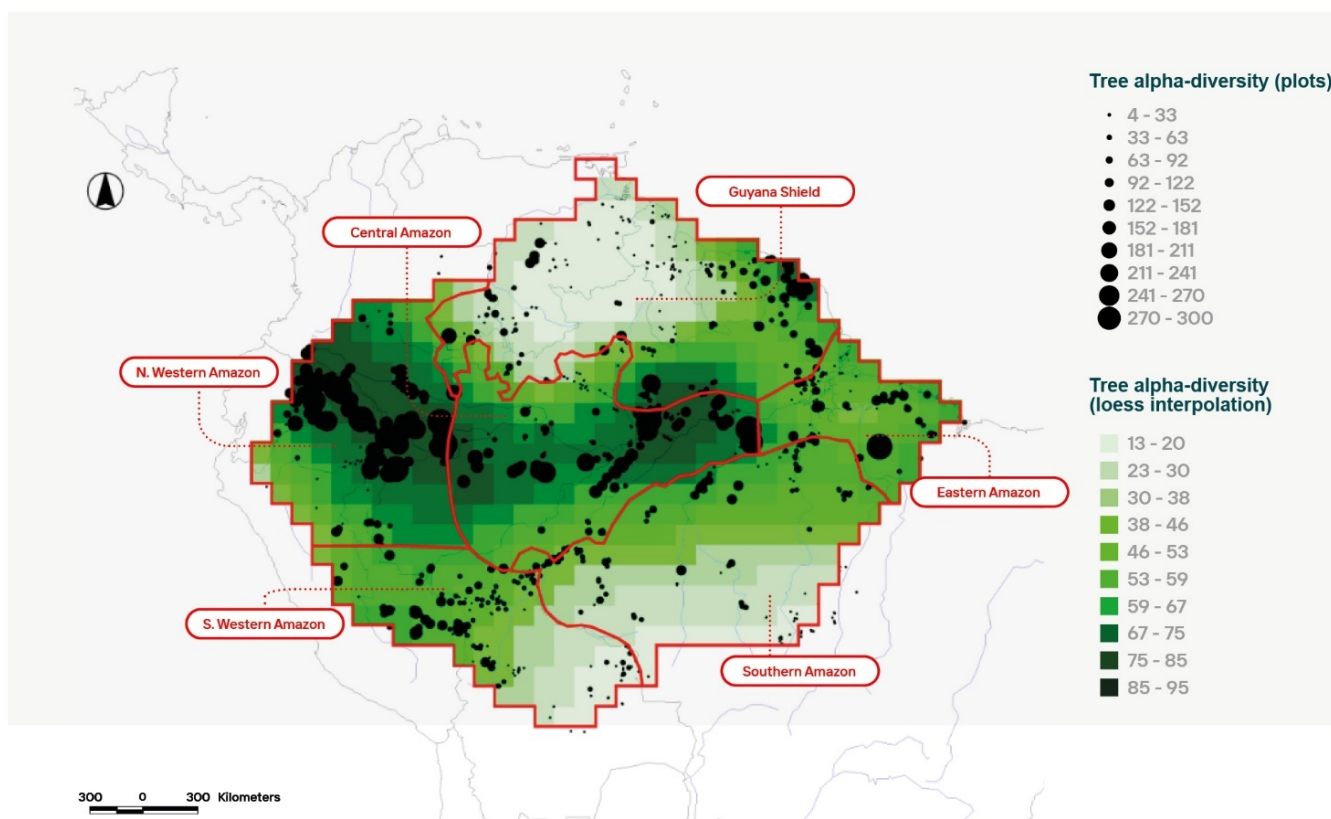 Tree alpha-diversity (plots)
4 - 33
33 - 63
63 - 92
92 - 122
122 - 152
152 - 181
181 - 211
211 - 241
241 - 270
270 - 300
Guyana Shield
Central Amazon
N. Western Amazon
Tree alpha-diversity
(loess interpolation)
13 - 20
23 - 30
30 - 38
38 - 46
46 - 53
53 - 59
59 - 67
67 - 75
75 - 85
85 - 95
Eastern Amazon
S. Western Amazon
Southern Amazon
300 0 300 Kilometers